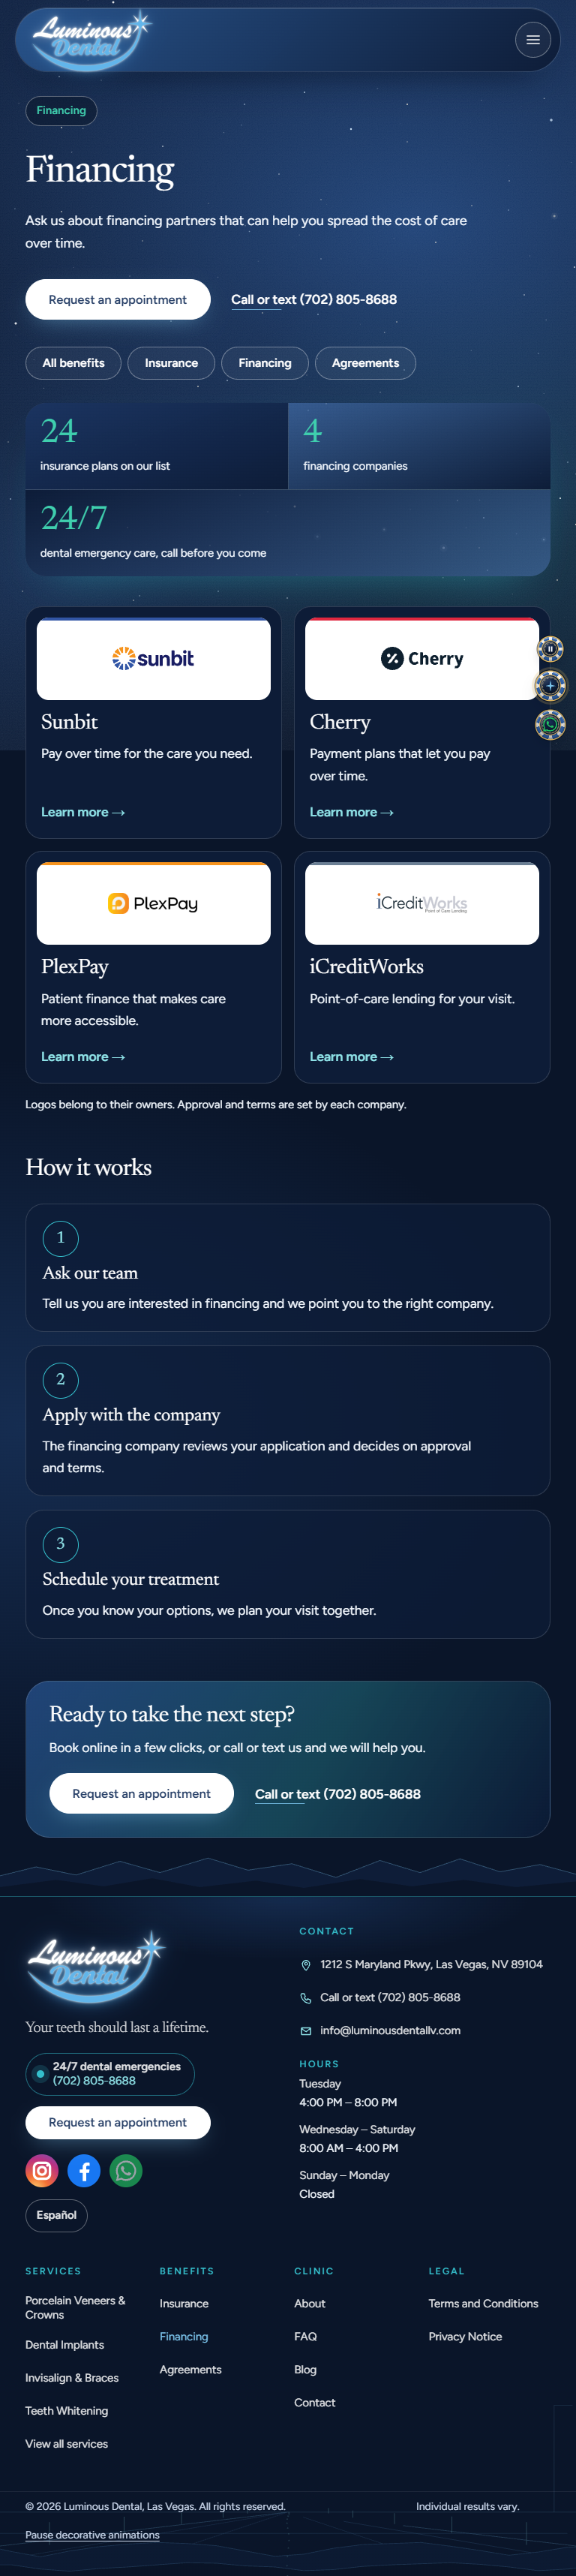 Luminous
Dental
Financing
Financing
Ask us about financing partners that can help you spread the cost of care
over time.
Request an appointment
Call or text (702) 805-8688
All benefits
Insurance
Financing
Agreements
24
insurance plans on our list
4
financing companies
24/7
dental emergency care, call before you come
sunbit
Sunbit
Pay over time for the care you need.
Learn more →
Cherry
Cherry
Payment plans that let you pay
over time.
Learn more →
PlexPay
PlexPay
Patient finance that makes care
more accessible.
Learn more →
iCreditWorks
Point of Care Lending
iCreditWorks
Point-of-care lending for your visit.
Learn more →
Logos belong to their owners. Approval and terms are set by each company.
How it works
1
Ask our team
Tell us you are interested in financing and we point you to the right company.
2
Apply with the company
The financing company reviews your application and decides on approval
and terms.
3
Schedule your treatment
Once you know your options, we plan your visit together.
Ready to take the next step?
Book online in a few clicks, or call or text us and we will help you.
Request an appointment
Call or text (702) 805-8688
Luminous
Dental
Your teeth should last a lifetime.
24/7 dental emergencies
(702) 805-8688
Request an appointment
Español
CONTACT
1212 S Maryland Pkwy, Las Vegas, NV 89104
Call or text (702) 805-8688
info@luminousdentallv.com
HOURS
Tuesday
4:00 PM – 8:00 PM
Wednesday – Saturday
8:00 AM – 4:00 PM
Sunday – Monday
Closed
SERVICES
Porcelain Veneers &
Crowns
Dental Implants
Invisalign & Braces
Teeth Whitening
View all services
BENEFITS
Insurance
Financing
Agreements
CLINIC
About
FAQ
Blog
Contact
LEGAL
Terms and Conditions
Privacy Notice
© 2026 Luminous Dental, Las Vegas. All rights reserved.
Individual results vary.
Pause decorative animations